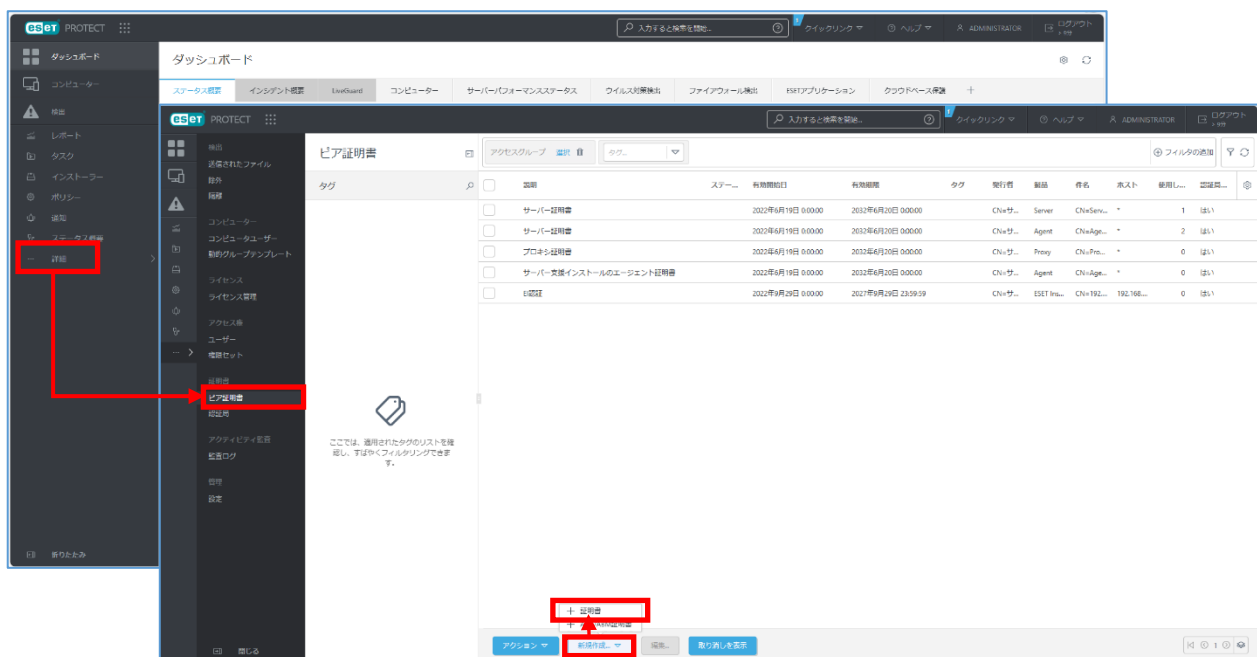 eset PROTECT
入力すると検索を開始...
クイックリンク
ヘルプ
ADMINISTRATOR
ログアウト
ダッシュボード
コンピューター
検出
レポート
タスク
インストーラー
ポリシー
通知
ステータス概要
詳細
折りたたみ
ダッシュボード
ステータス概要
インシデント概要
LiveGuard
コンピューター
サーバーパフォーマンスステータス
ウイルス対策検出
ファイアウォール検出
ESETアプリケーション
クラウドベース保護
eset PROTECT
入力すると検索を開始...
クイックリンク
ヘルプ
ADMINISTRATOR
ログアウト
検出
送信されたファイル
除外
隔離
コンピューター
コンピュータユーザー
動的グループテンプレート
ライセンス
ライセンス管理
アクセス権
ユーザー
権限セット
証明書
ピア証明書
認証局
アクティビティ監査
監査ログ
管理
設定
閉じる
ピア証明書
タグ
ここでは、適用されたタグのリストを確
認し、すばやくフィルタリングできま
す。
アクセスグループ 選択
タグ...
フィルタの追加
説明 ステー... 有効開始日 有効期限 タグ 発行者 製品 件名 ホスト 使用し... 認証局...
サーバー証明書 2022年6月19日 0:00:00 2032年6月20日 0:00:00 CN=サ... Server CN=Serv... * 1 はい
サーバー証明書 2022年6月19日 0:00:00 2032年6月20日 0:00:00 CN=サ... Agent CN=Age... * 2 はい
プロキシ証明書 2022年6月19日 0:00:00 2032年6月20日 0:00:00 CN=サ... Proxy CN=Pro... * 0 はい
サーバー支援インストールのエージェント証明書 2022年6月19日 0:00:00 2032年6月20日 0:00:00 CN=サ... Agent CN=Age... * 0 はい
EI認証 2022年9月29日 0:00:00 2027年9月29日 23:59:59 CN=サ... ESET Ins... CN=192... 192.168.... 0 はい
証明書
アクション
新規作成...
編集...
取り消しを表示
1